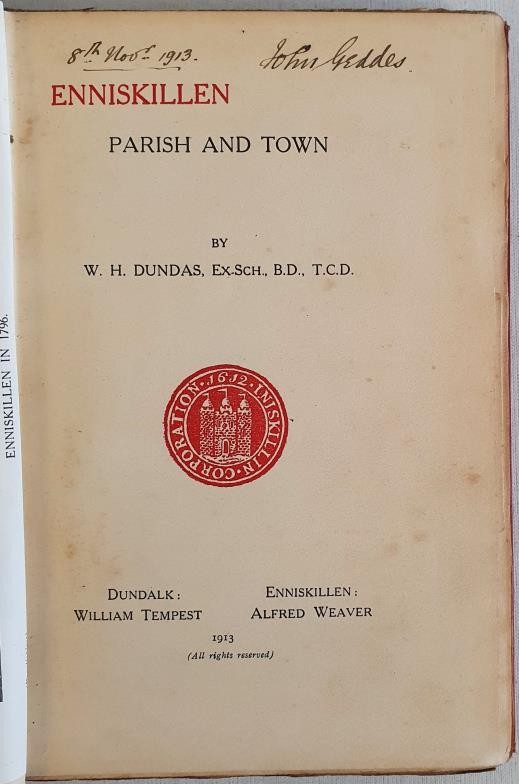 8th Novr 1913. John Geddes.
ENNISKILLEN
PARISH AND TOWN
BY
W. H. DUNDAS, Ex-Sch., B.D., T.C.D.
CORPORATION · 1612 · INISKILLIN ·
DUNDALK: ENNISKILLEN:
WILLIAM TEMPEST ALFRED WEAVER
1913
(All rights reserved)
ENNISKILLEN IN 1796.